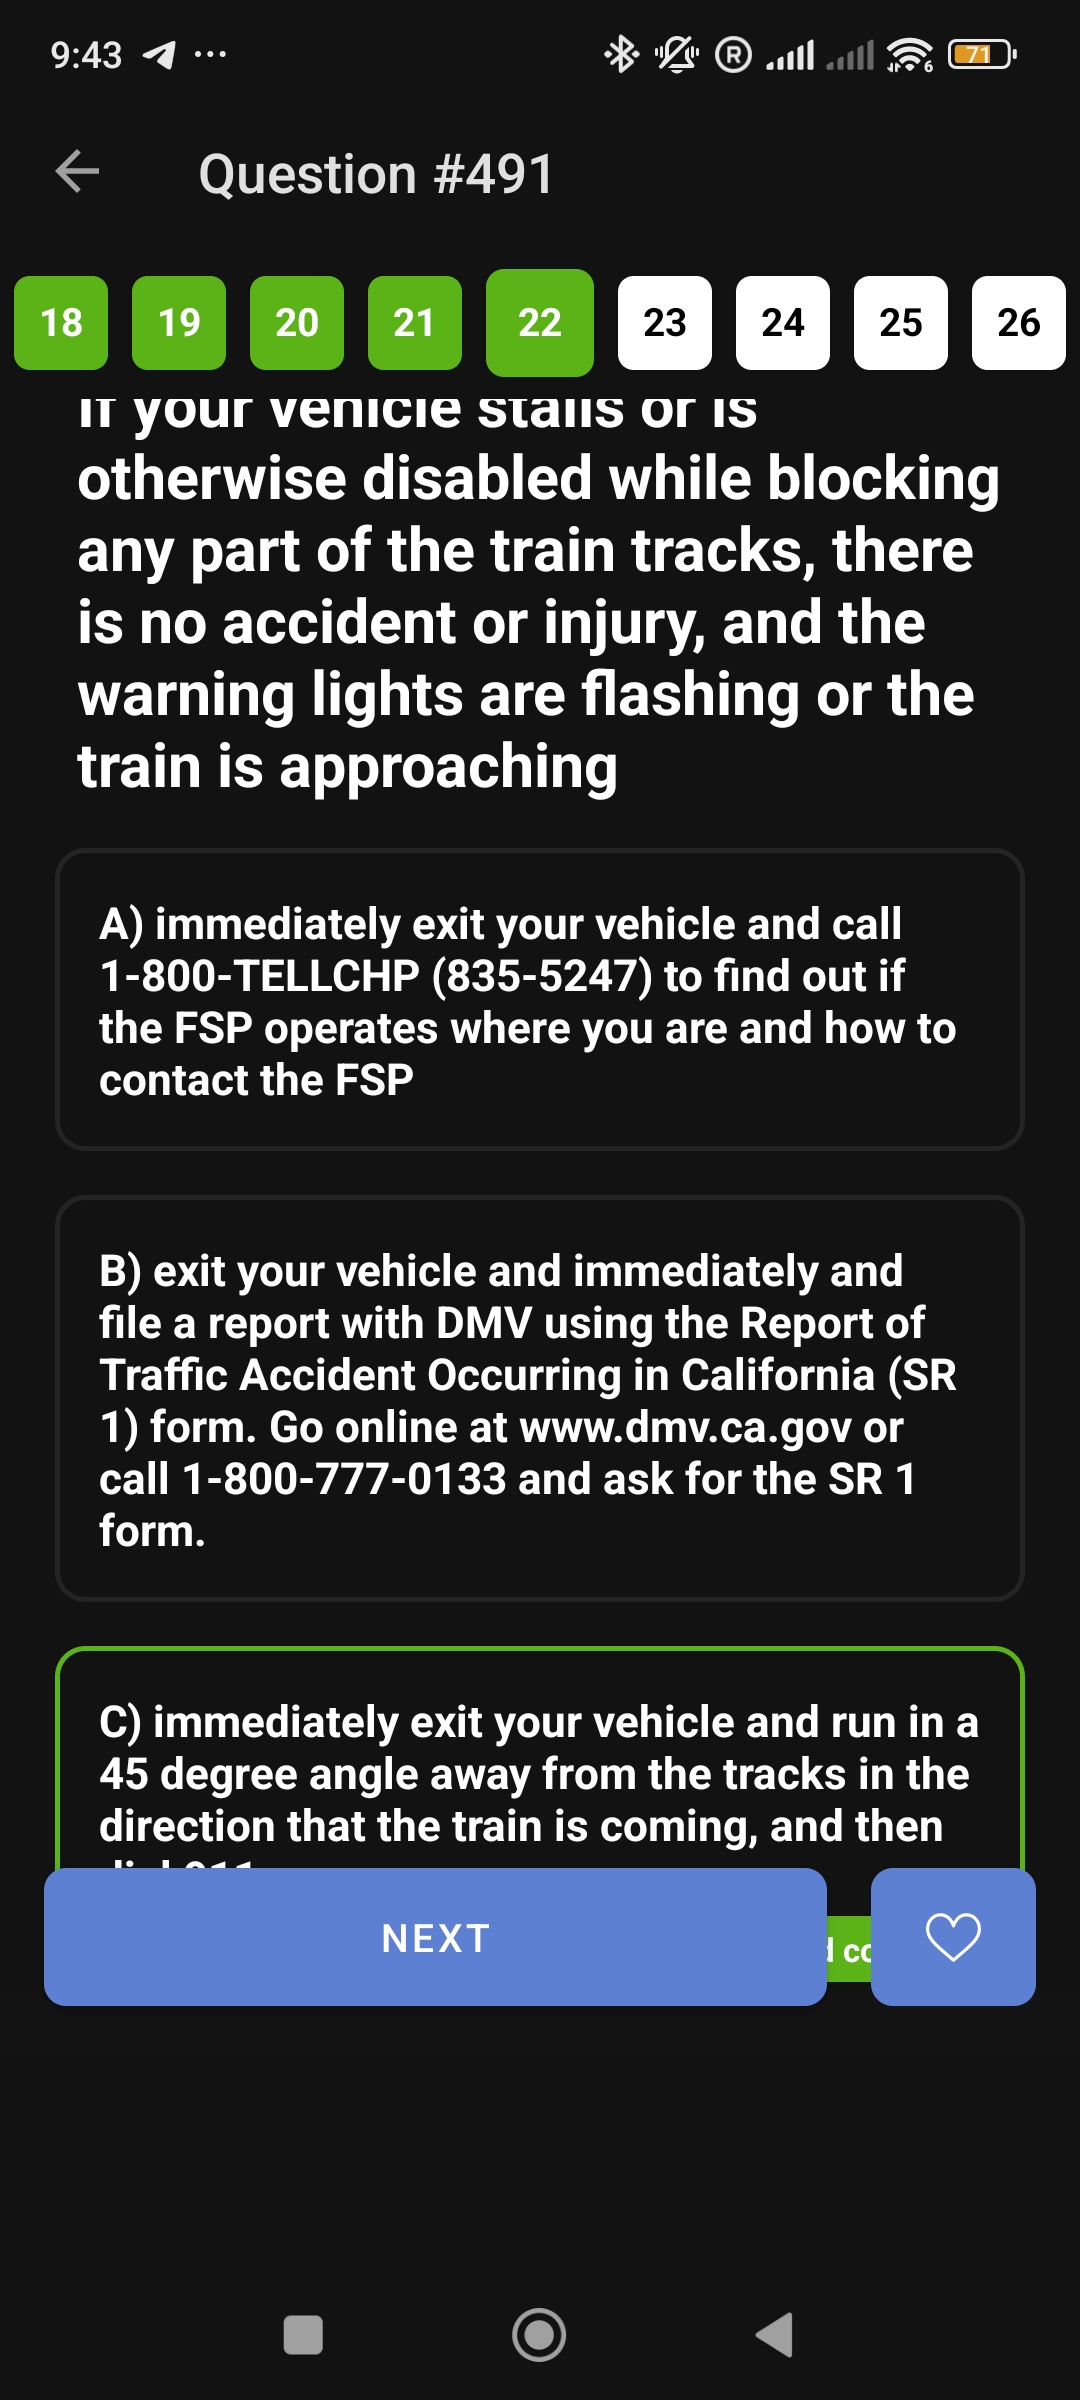 9:43
71
Question #491
18 19 20 21 22 23 24 25 26
If your vehicle stalls or is
otherwise disabled while blocking
any part of the train tracks, there
is no accident or injury, and the
warning lights are flashing or the
train is approaching
A) immediately exit your vehicle and call
1-800-TELLCHP (835-5247) to find out if
the FSP operates where you are and how to
contact the FSP
B) exit your vehicle and immediately and
file a report with DMV using the Report of
Traffic Accident Occurring in California (SR
1) form. Go online at www.dmv.ca.gov or
call 1-800-777-0133 and ask for the SR 1
form.
C) immediately exit your vehicle and run in a
45 degree angle away from the tracks in the
direction that the train is coming, and then
NEXT